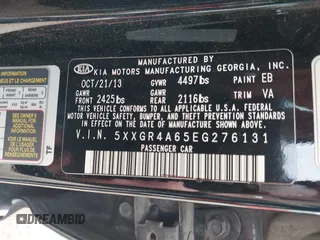 MANUFACTURED BY
KIA KIA MOTORS MANUFACTURING GEORGIA, INC.
OCT/21/13 GVWR 4497lbs PAINT EB
GAWR FRONT 2425lbs GAWR REAR 2116lbs TRIM VA
THIS VEHICLE CONFORMS TO ALL APPLICABLE U.S.
FEDERAL MOTOR VEHICLE SAFETY,
BUMPER, AND THEFT PREVENTION STANDARDS IN
EFFECT ON THE DATE OF MANUFACTURE SHOWN ABOVE.
V.I.N. 5XXGR4A65EG276131
PASSENGER CAR
TF
DREAMBID